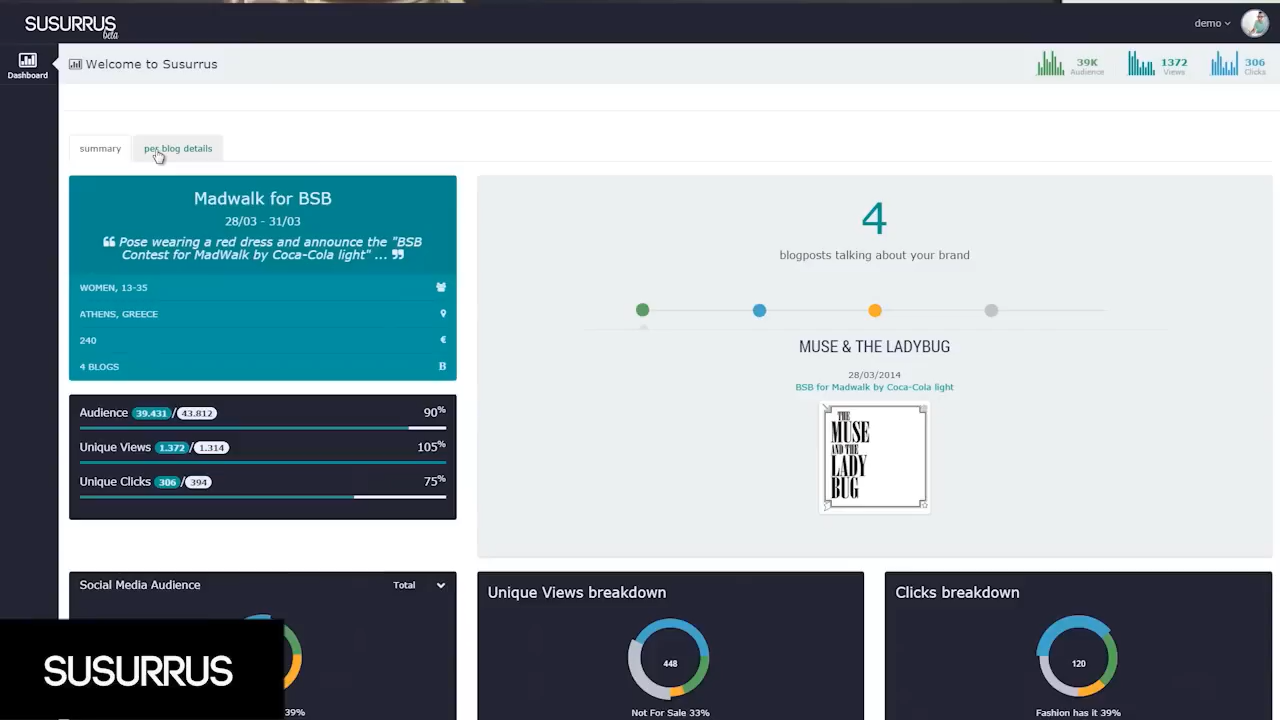 SUSURRUS
beta
demo
Dashboard
Welcome to Susurrus
39K
Audience
1372
Views
306
Clicks
summary
per blog details
Madwalk for BSB
28/03 - 31/03
❝ Pose wearing a red dress and announce the "BSB
Contest for MadWalk by Coca-Cola light" ... ❞
WOMEN, 13-35
ATHENS, GREECE
240 €
4 BLOGS B
Audience 39.431/43.812 90%
Unique Views 1.372/1.314 105%
Unique Clicks 306/394 75%
4
blogposts talking about your brand
MUSE & THE LADYBUG
28/03/2014
BSB for Madwalk by Coca-Cola light
THE
MUSE
AND THE
LADY
BUG
Social Media Audience Total
39%
Unique Views breakdown
448
Not For Sale 33%
Clicks breakdown
120
Fashion has it 39%
SUSURRUS